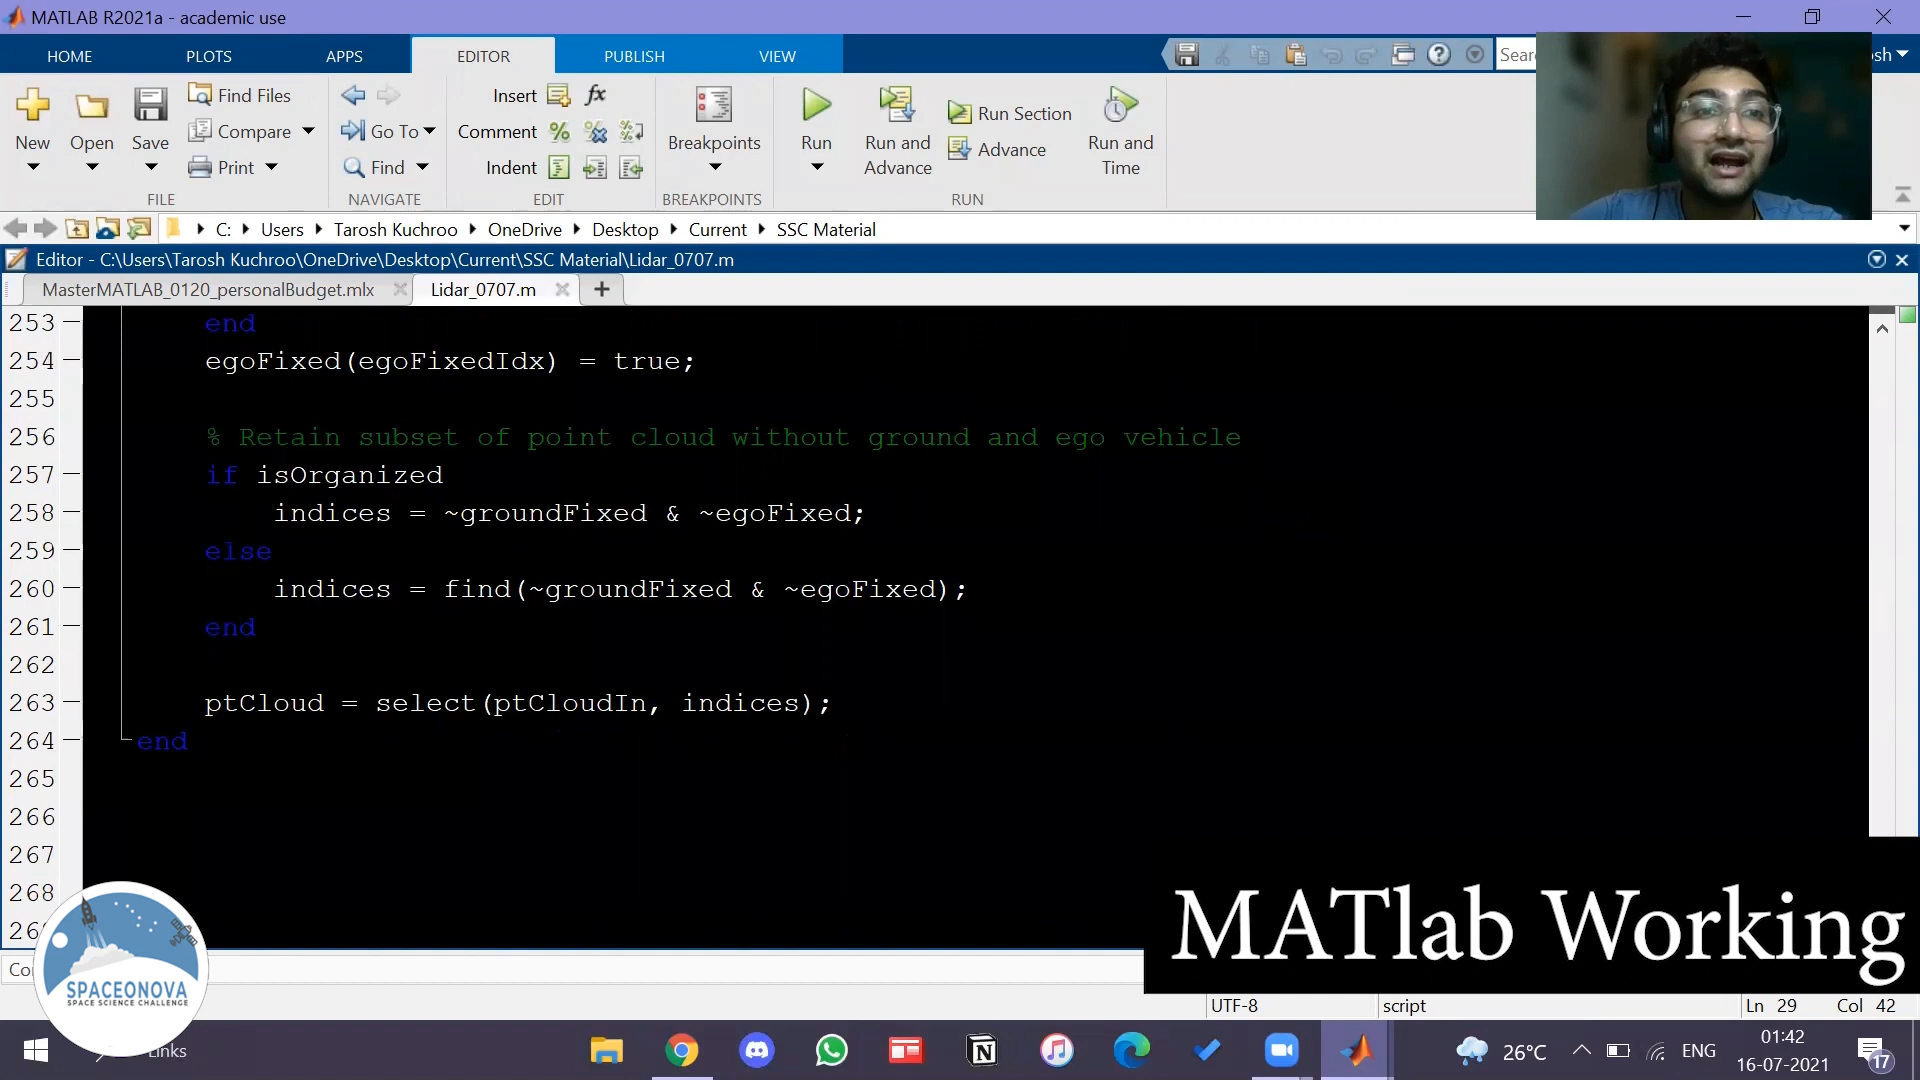 MATLAB R2021a - academic use
HOME PLOTS APPS EDITOR PUBLISH VIEW
New Open Save Find Files Compare Print FILE
Go To Find NAVIGATE
Insert fx Comment Indent EDIT
Breakpoints BREAKPOINTS
Run Run and Advance Run Section Advance Run and Time RUN
C: Users Tarosh Kuchroo OneDrive Desktop Current SSC Material
Editor - C:\Users\Tarosh Kuchroo\OneDrive\Desktop\Current\SSC Material\Lidar_0707.m
MasterMATLAB_0120_personalBudget.mlx Lidar_0707.m
253 end
254 egoFixed(egoFixedIdx) = true;
255
256 % Retain subset of point cloud without ground and ego vehicle
257 if isOrganized
258 indices = ~groundFixed & ~egoFixed;
259 else
260 indices = find(~groundFixed & ~egoFixed);
261 end
262
263 ptCloud = select(ptCloudIn, indices);
264 end
265
266
267
268
MATlab Working
SPACEONOVA
SPACE SCIENCE CHALLENGE
UTF-8 script Ln 29 Col 42
26°C ENG 01:42
16-07-2021 17